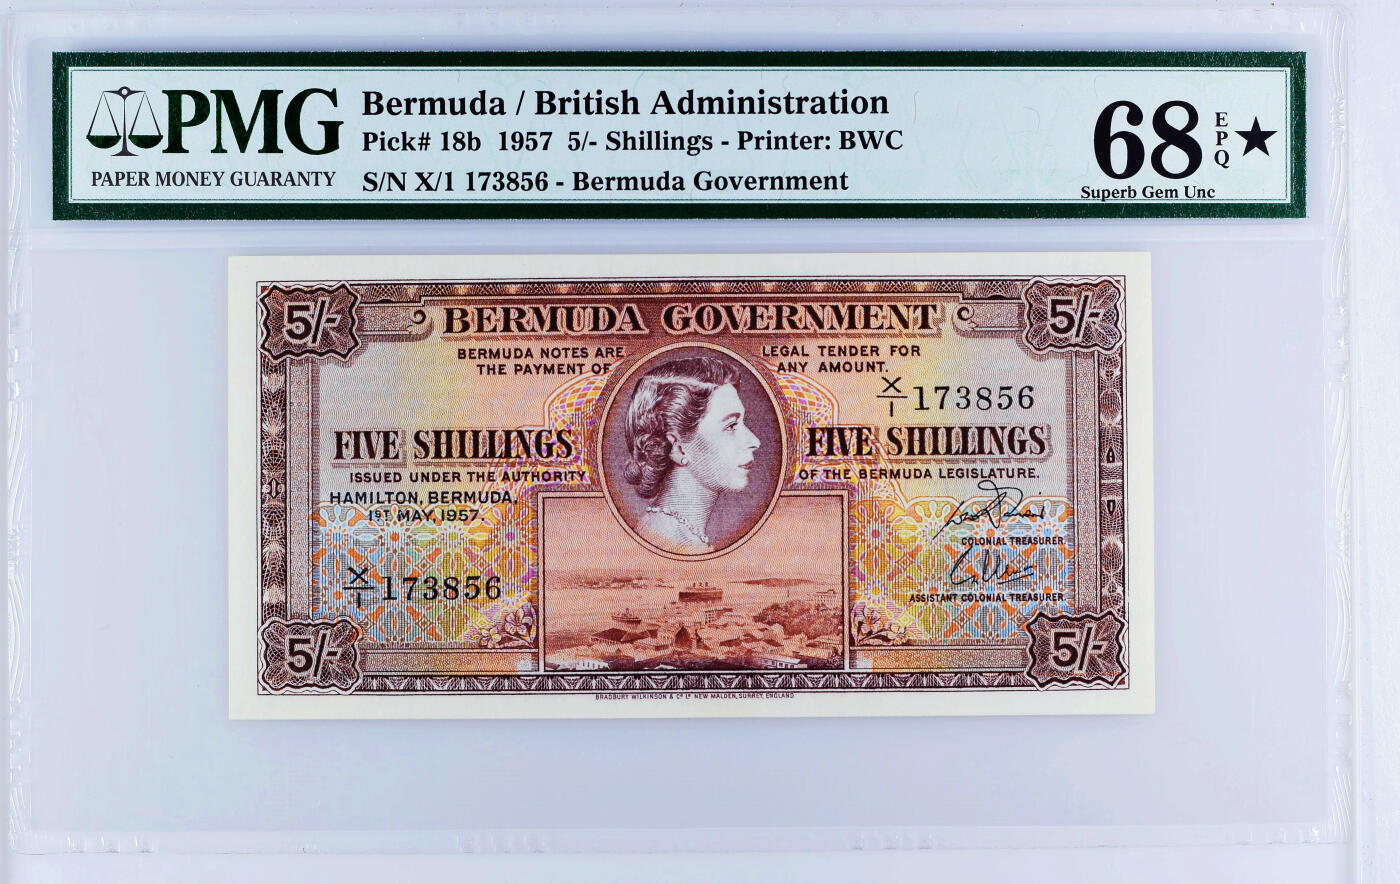 PMG
PAPER MONEY GUARANTY
Bermuda / British Administration
Pick# 18b 1957 5/- Shillings - Printer: BWC
S/N X/1 173856 - Bermuda Government
68 EPQ ★
Superb Gem Unc
5/-
BERMUDA GOVERNMENT
5/-
BERMUDA NOTES ARE LEGAL TENDER FOR
THE PAYMENT OF ANY AMOUNT.
X/1 173856
FIVE SHILLINGS
FIVE SHILLINGS
ISSUED UNDER THE AUTHORITY OF THE BERMUDA LEGISLATURE.
HAMILTON, BERMUDA.
1ST MAY, 1957.
COLONIAL TREASURER
X/1 173856
ASSISTANT COLONIAL TREASURER
5/-
5/-
BRADBURY WILKINSON & Cº Lᴰ NEW MALDEN, SURREY, ENGLAND.